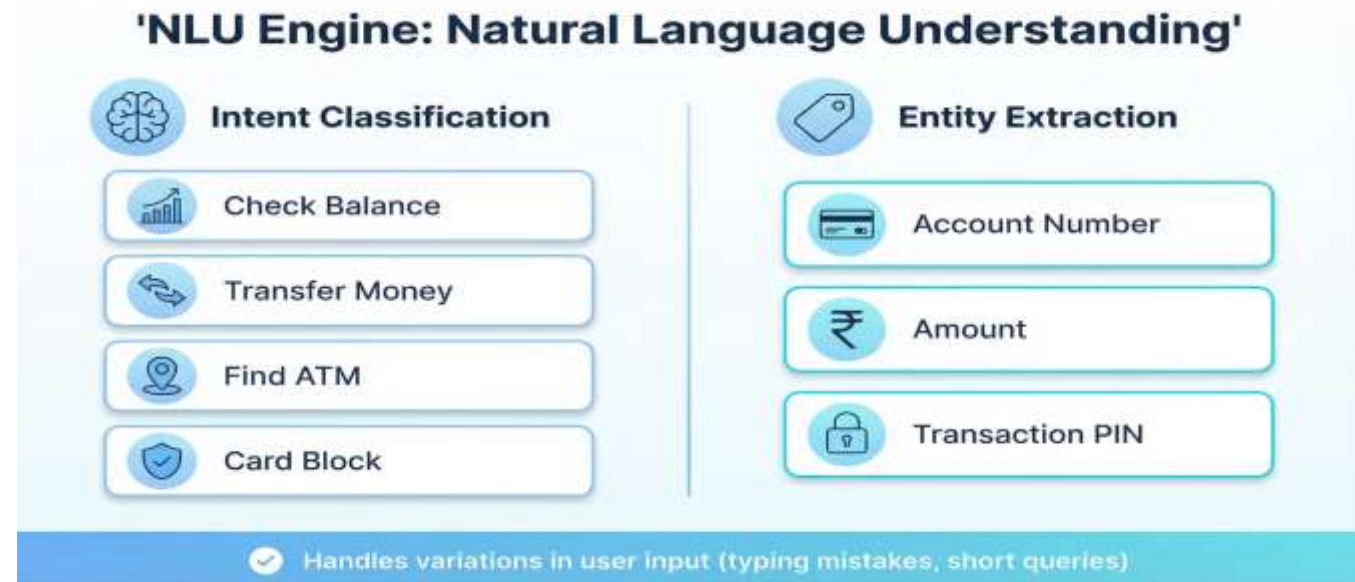 'NLU Engine: Natural Language Understanding'
Intent Classification
Check Balance
Transfer Money
Find ATM
Card Block
Entity Extraction
Account Number
₹
Amount
Transaction PIN
Handles variations in user input (typing mistakes, short queries)